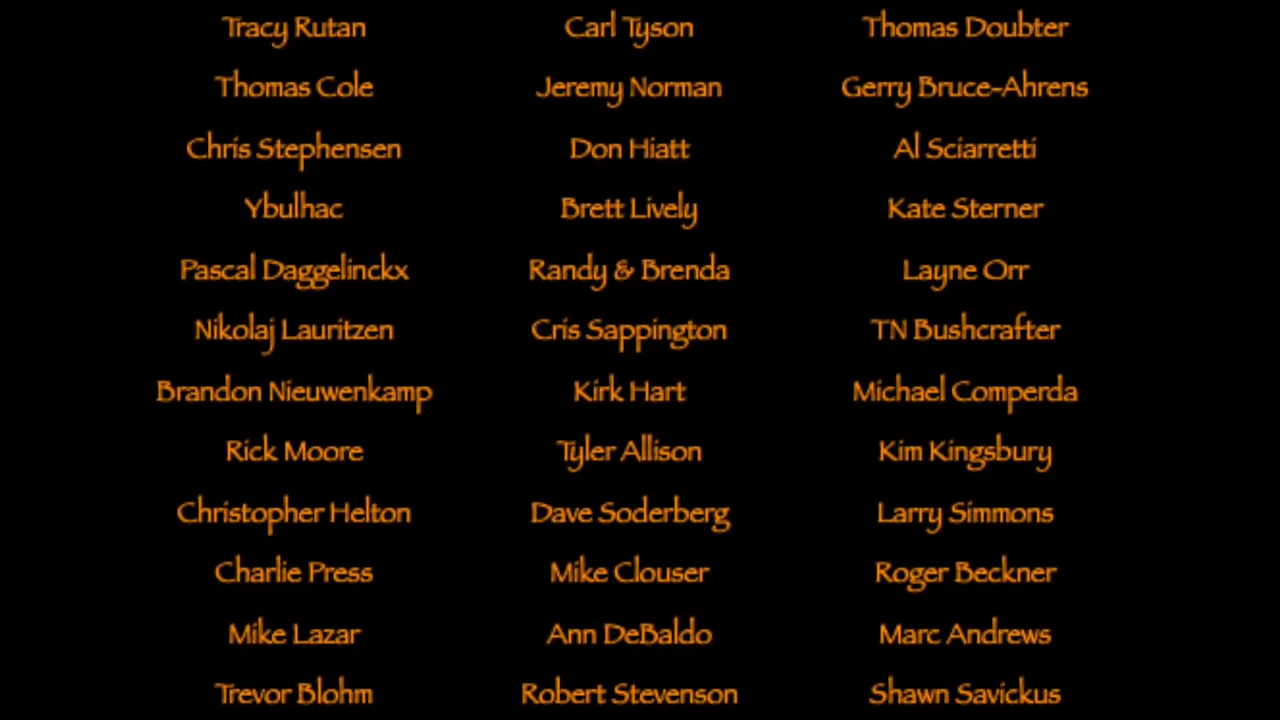 Tracy Rutan Carl Tyson Thomas Doubter
Thomas Cole Jeremy Norman Gerry Bruce-Ahrens
Chris Stephensen Don Hiatt Al Sciarretti
Ybulhac Brett Lively Kate Sterner
Pascal Daggelinckx Randy & Brenda Layne Orr
Nikolaj Lauritzen Cris Sappington TN Bushcrafter
Brandon Nieuwenkamp Kirk Hart Michael Comperda
Rick Moore Tyler Allison Kim Kingsbury
Christopher Helton Dave Soderberg Larry Simmons
Charlie Press Mike Clouser Roger Beckner
Mike Lazar Ann DeBaldo Marc Andrews
Trevor Blohm Robert Stevenson Shawn Savickus